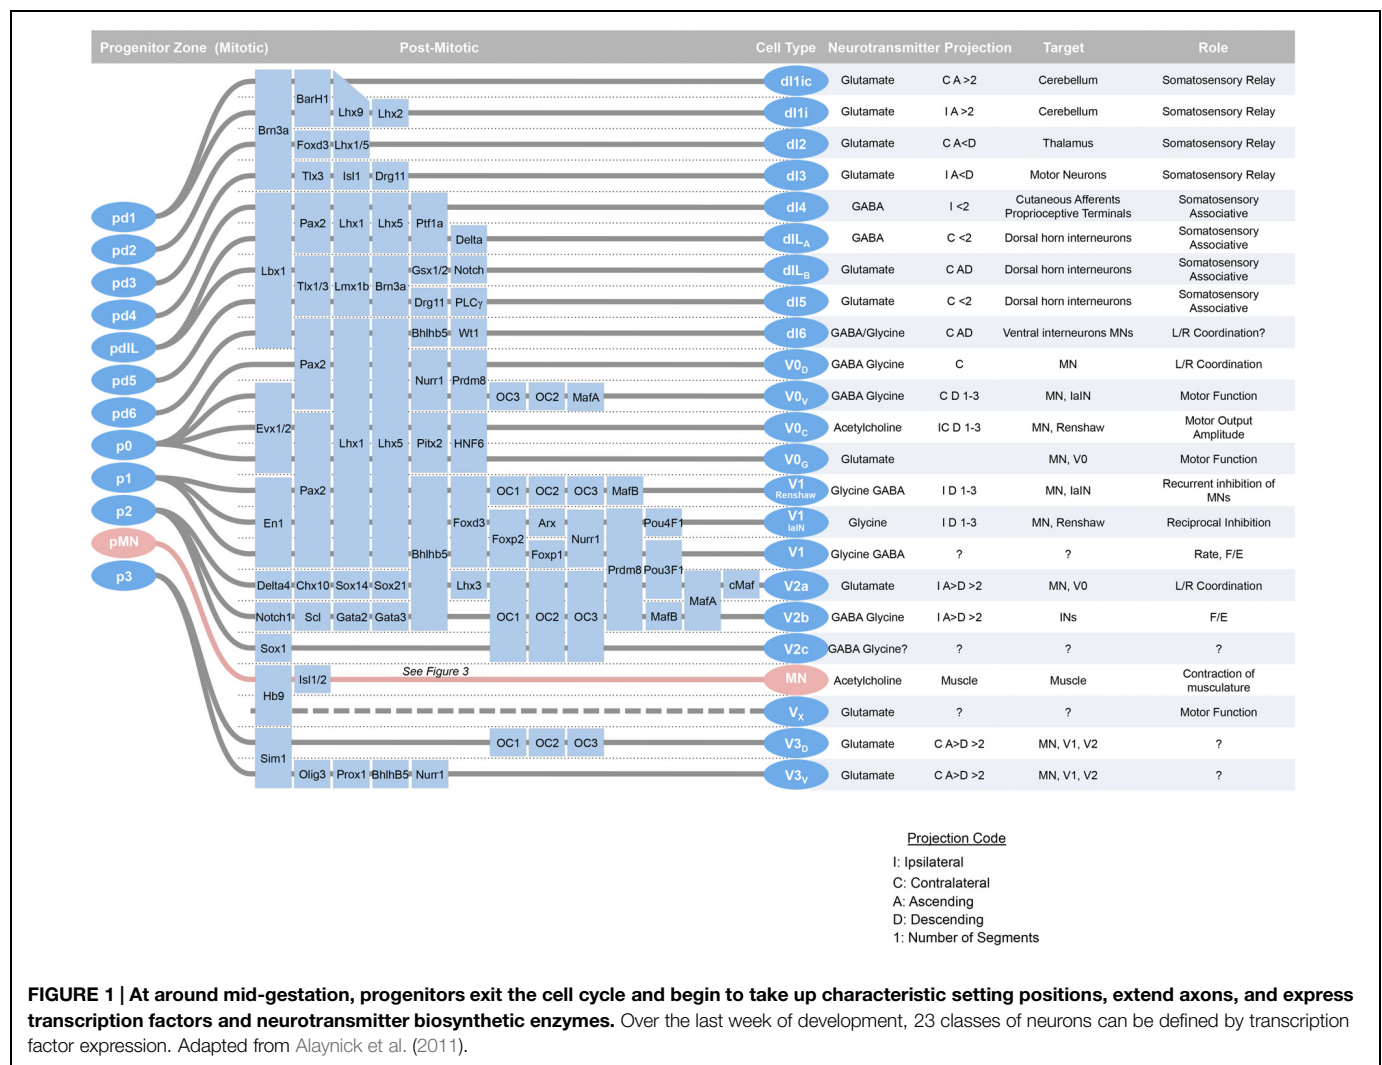 Progenitor Zone (Mitotic) Post-Mitotic Cell Type Neurotransmitter Projection Target Role
pd1
pd2
pd3
pd4
pdIL
pd5
pd6
p0
p1
p2
pMN
p3
Brn3a BarH1 Lhx9 Lhx2
Foxd3 Lhx1/5
Tlx3 Isl1 Drg11
Lbx1 Pax2 Lhx1 Lhx5 Ptf1a
Delta
Tlx1/3 Lmx1b Brn3a Gsx1/2 Notch
Drg11 PLCγ
Bhlhb5 Wt1
Pax2 Nurr1 Prdm8
OC3 OC2 MafA
Evx1/2 Lhx1 Lhx5 Pitx2 HNF6
Pax2 OC1 OC2 OC3 MafB
En1 Foxd3 Foxp2 Arx Nurr1 Pou4F1
Bhlhb5 Foxp1 Prdm8 Pou3F1
Delta4 Chx10 Sox14 Sox21 Lhx3 MafA cMaf
Notch1 Scl Gata2 Gata3 OC1 OC2 OC3 MafB
Sox1
Hb9 Isl1/2 See Figure 3
Sim1 OC1 OC2 OC3
Olig3 Prox1 BhlhB5 Nurr1
dI1ic Glutamate C A >2 Cerebellum Somatosensory Relay
dI1i Glutamate I A >2 Cerebellum Somatosensory Relay
dI2 Glutamate C A<D Thalamus Somatosensory Relay
dI3 Glutamate I A<D Motor Neurons Somatosensory Relay
dI4 GABA I <2 Cutaneous Afferents Proprioceptive Terminals Somatosensory Associative
dILA GABA C <2 Dorsal horn interneurons Somatosensory Associative
dILB Glutamate C AD Dorsal horn interneurons Somatosensory Associative
dI5 Glutamate C <2 Dorsal horn interneurons Somatosensory Associative
dI6 GABA/Glycine C AD Ventral interneurons MNs L/R Coordination?
V0D GABA Glycine C MN L/R Coordination
V0V GABA Glycine C D 1-3 MN, IaIN Motor Function
V0C Acetylcholine IC D 1-3 MN, Renshaw Motor Output Amplitude
V0G Glutamate MN, V0 Motor Function
V1 Renshaw Glycine GABA I D 1-3 MN, IaIN Recurrent inhibition of MNs
V1 IaIN Glycine I D 1-3 MN, Renshaw Reciprocal Inhibition
V1 Glycine GABA ? ? Rate, F/E
V2a Glutamate I A>D >2 MN, V0 L/R Coordination
V2b GABA Glycine I A>D >2 INs F/E
V2c GABA Glycine? ? ? ?
MN Acetylcholine Muscle Muscle Contraction of musculature
VX Glutamate ? ? Motor Function
V3D Glutamate C A>D >2 MN, V1, V2 ?
V3V Glutamate C A>D >2 MN, V1, V2 ?
Projection Code
I: Ipsilateral
C: Contralateral
A: Ascending
D: Descending
1: Number of Segments
FIGURE 1 | At around mid-gestation, progenitors exit the cell cycle and begin to take up characteristic setting positions, extend axons, and express
transcription factors and neurotransmitter biosynthetic enzymes. Over the last week of development, 23 classes of neurons can be defined by transcription
factor expression. Adapted from Alaynick et al. (2011).